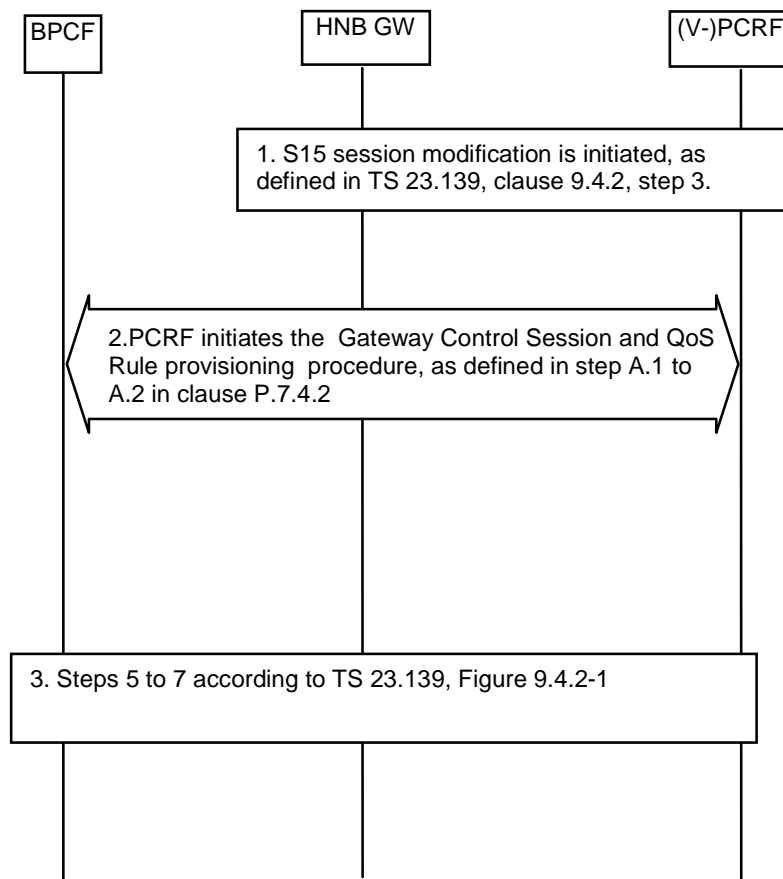 BPCF
HNB GW
(V-)PCRF
1. S15 session modification is initiated, as
defined in TS 23.139, clause 9.4.2, step 3.
2.PCRF initiates the  Gateway Control Session and QoS
Rule provisioning  procedure, as defined in step A.1 to
A.2 in clause P.7.4.2
3. Steps 5 to 7 according to TS 23.139, Figure 9.4.2-1